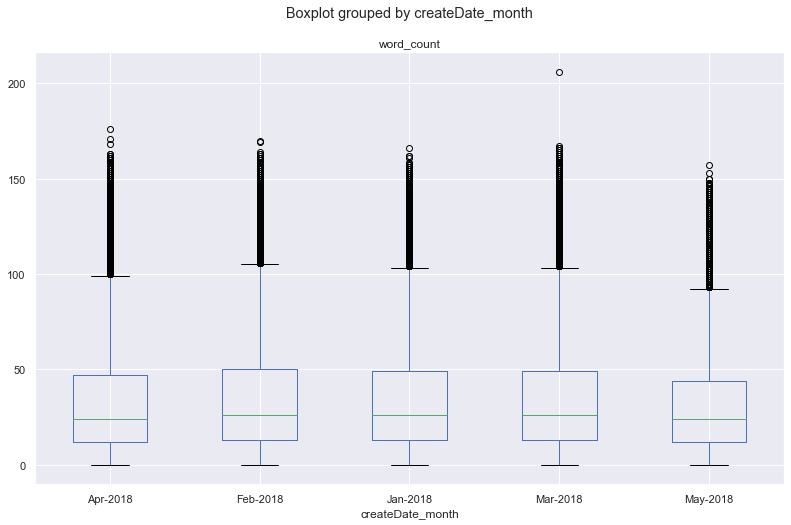 Boxplot grouped by createDate_month
word_count
200
150
100
50
0
Apr-2018 Feb-2018 Jan-2018 Mar-2018 May-2018
createDate_month